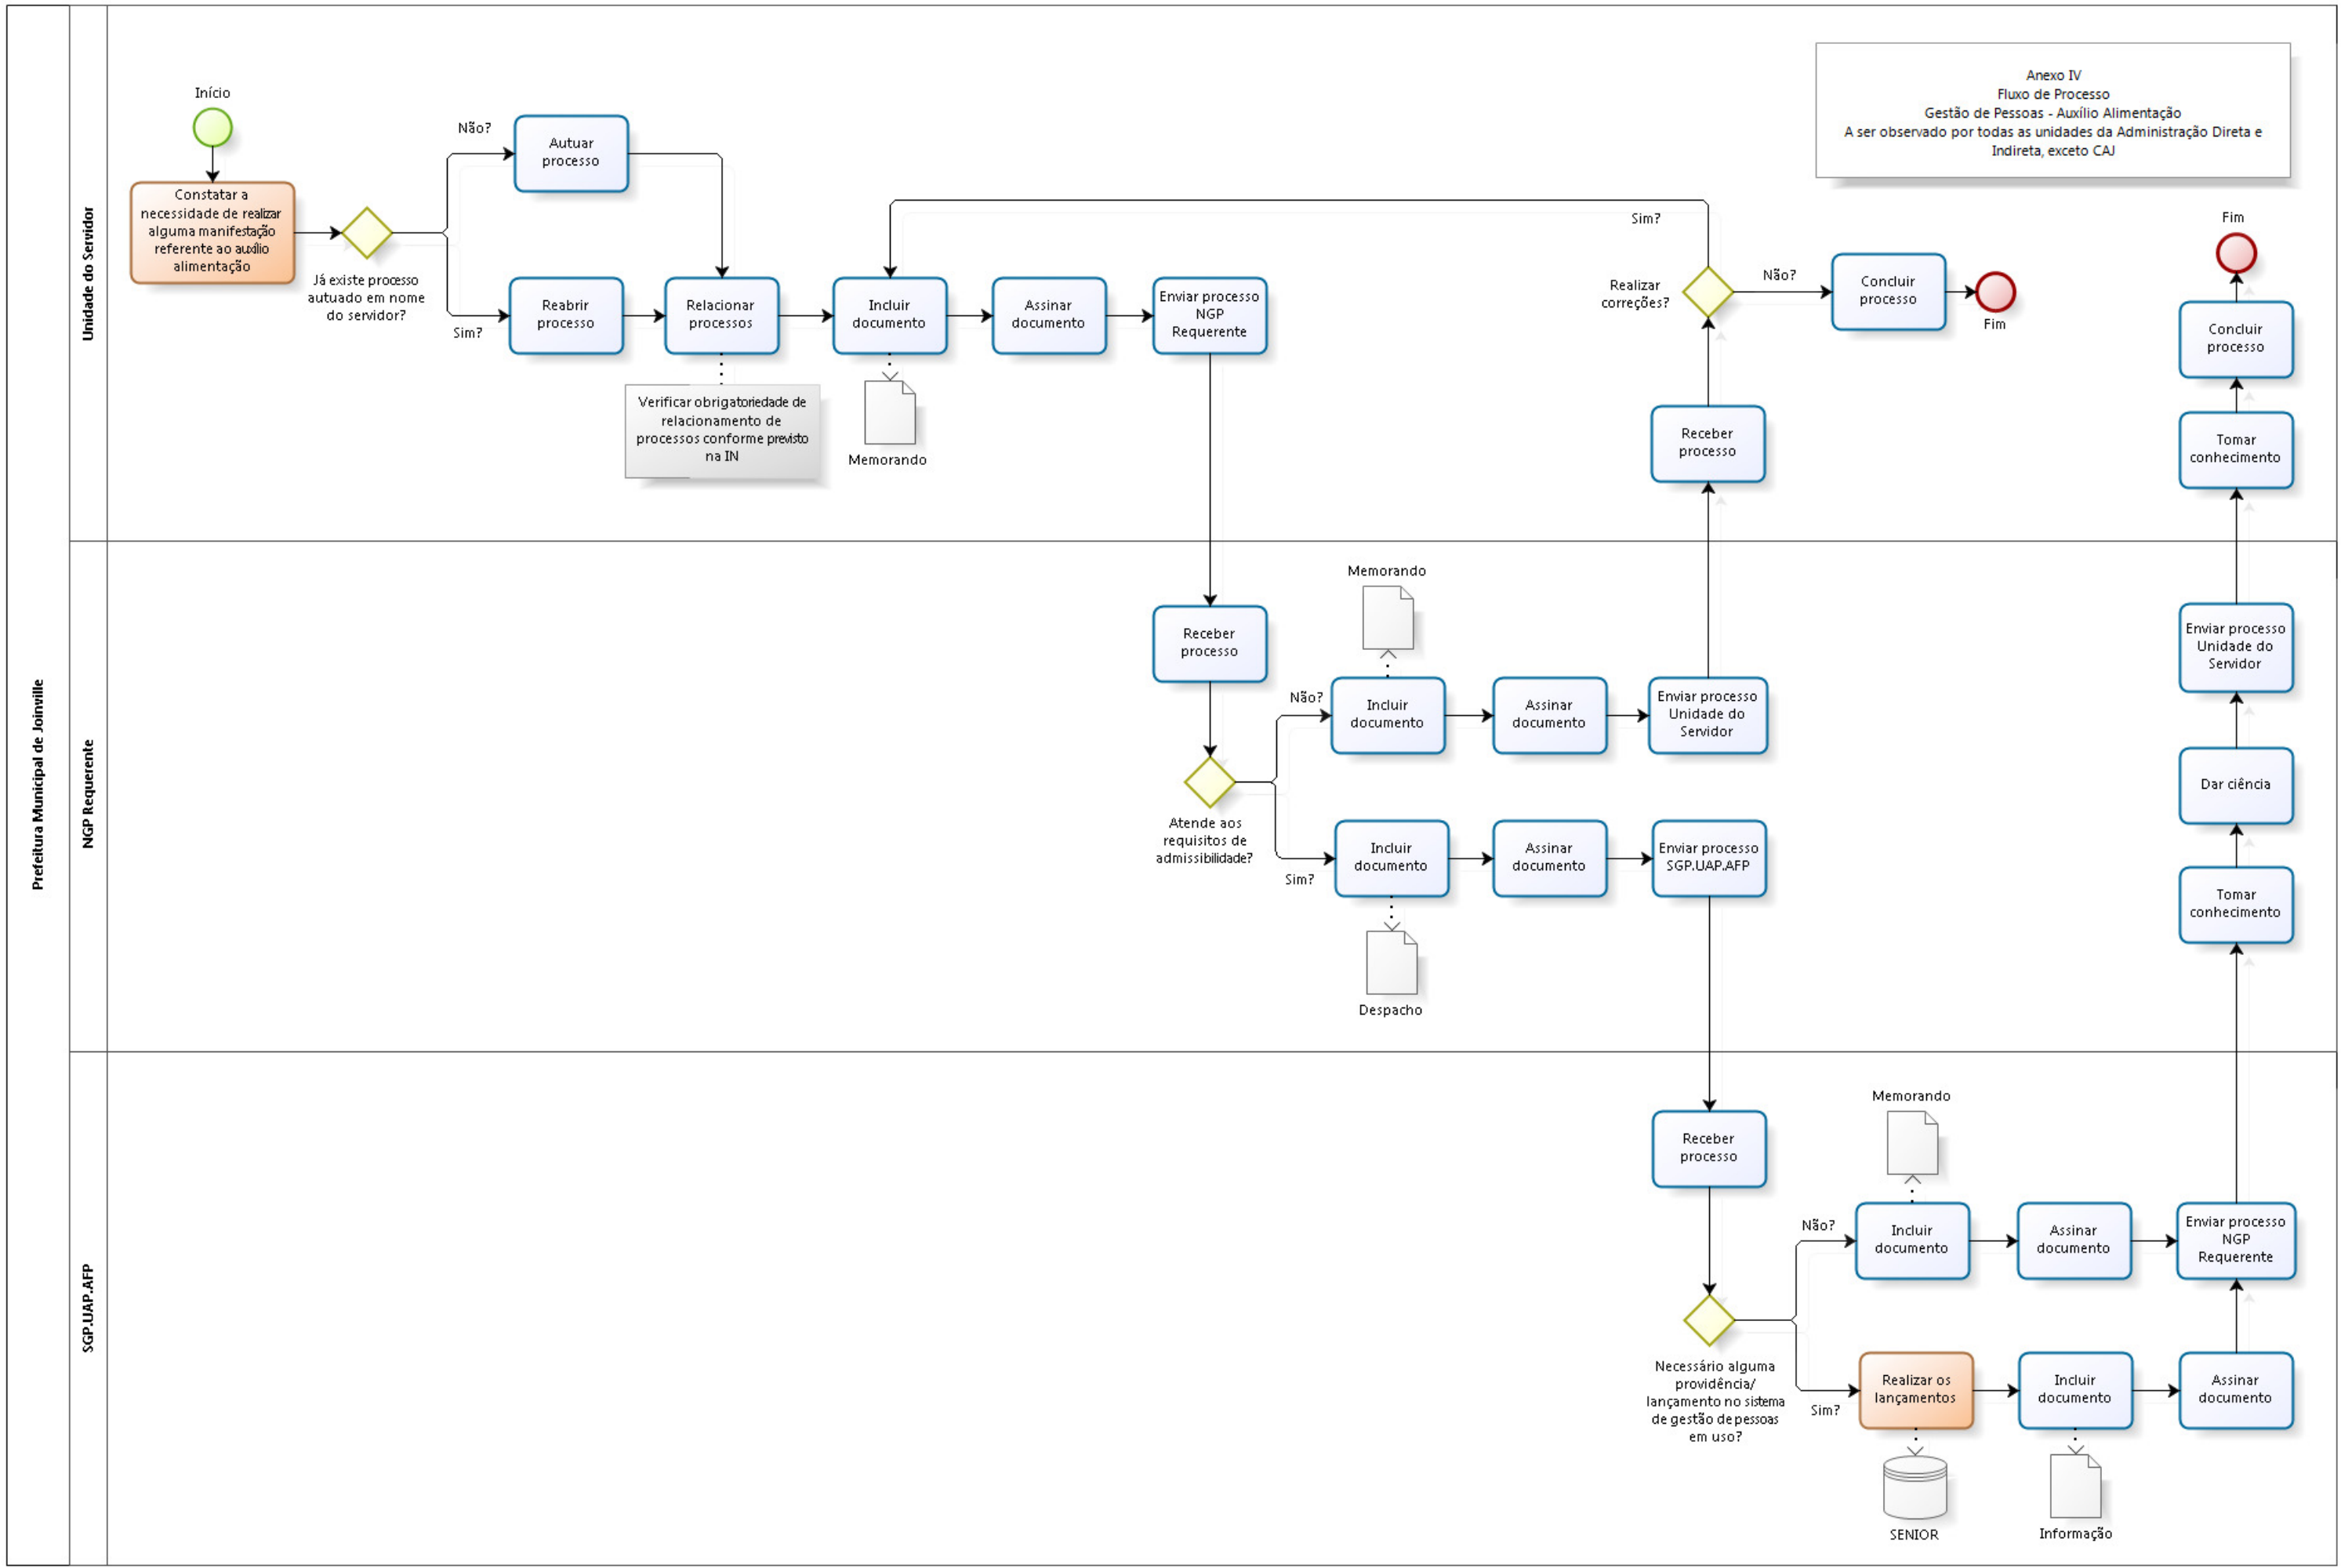 Prefeitura Municipal de Joinville
Unidade do Servidor
Anexo IV
Fluxo de Processo
Gestão de Pessoas - Auxílio Alimentação
A ser observado por todas as unidades da Administração Direta e
Indireta, exceto CAJ
Início
Constatar a
necessidade de realizar
alguma manifestação
referente ao auxílio
alimentação
Já existe processo
autuado em nome
do servidor?
Não?
Autuar
processo
Sim?
Reabrir
processo
Relacionar
processos
Verificar obrigatoriedade de
relacionamento de
processos conforme previsto
na IN
Incluir
documento
Memorando
Assinar
documento
Enviar processo
NGP
Requerente
Sim?
Realizar
correções?
Não?
Concluir
processo
Fim
Receber
processo
Fim
Concluir
processo
Tomar
conhecimento
NGP Requerente
Receber
processo
Atende aos
requisitos de
admissibilidade?
Não?
Memorando
Incluir
documento
Assinar
documento
Enviar processo
Unidade do
Servidor
Sim?
Incluir
documento
Despacho
Assinar
documento
Enviar processo
SGP.UAP.AFP
Enviar processo
Unidade do
Servidor
Dar ciência
Tomar
conhecimento
SGP.UAP.AFP
Receber
processo
Necessário alguma
providência/
lançamento no sistema
de gestão de pessoas
em uso?
Não?
Memorando
Incluir
documento
Assinar
documento
Enviar processo
NGP
Requerente
Sim?
Realizar os
lançamentos
SENIOR
Incluir
documento
Informação
Assinar
documento